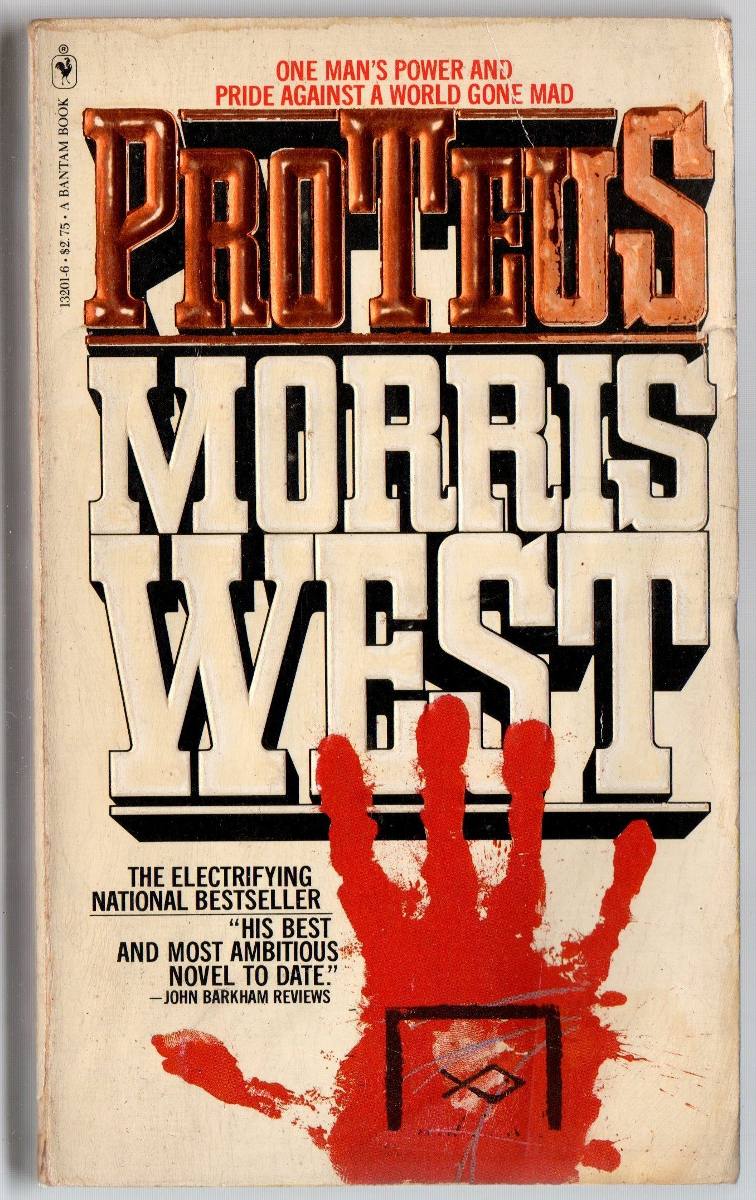 ONE MAN'S POWER AND
PRIDE AGAINST A WORLD GONE MAD
13201-6 • $2.75 • A BANTAM BOOK
®
PROTEUS
MORRIS
WEST
THE ELECTRIFYING
NATIONAL BESTSELLER
“HIS BEST
AND MOST AMBITIOUS
NOVEL TO DATE.”
—JOHN BARKHAM REVIEWS